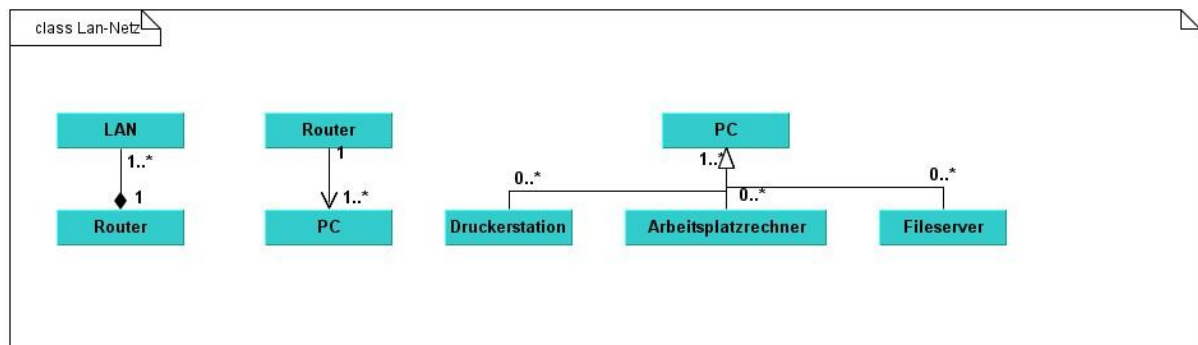 class Lan-Netz
LAN
1..*
1
Router
Router
1
1..*
PC
PC
1..*
0..*
0..*
0..*
Druckerstation
Arbeitsplatzrechner
Fileserver